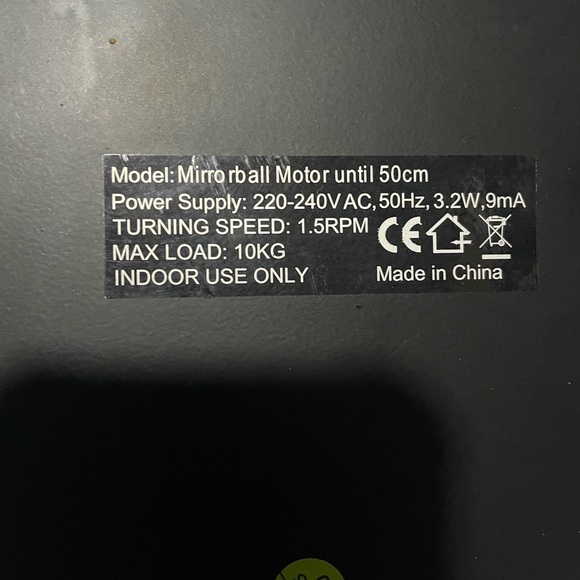 Model: Mirrorball Motor until 50cm
Power Supply: 220-240V AC, 50Hz, 3.2W, 9mA
TURNING SPEED: 1.5RPM
MAX LOAD: 10KG
CE
INDOOR USE ONLY
Made in China